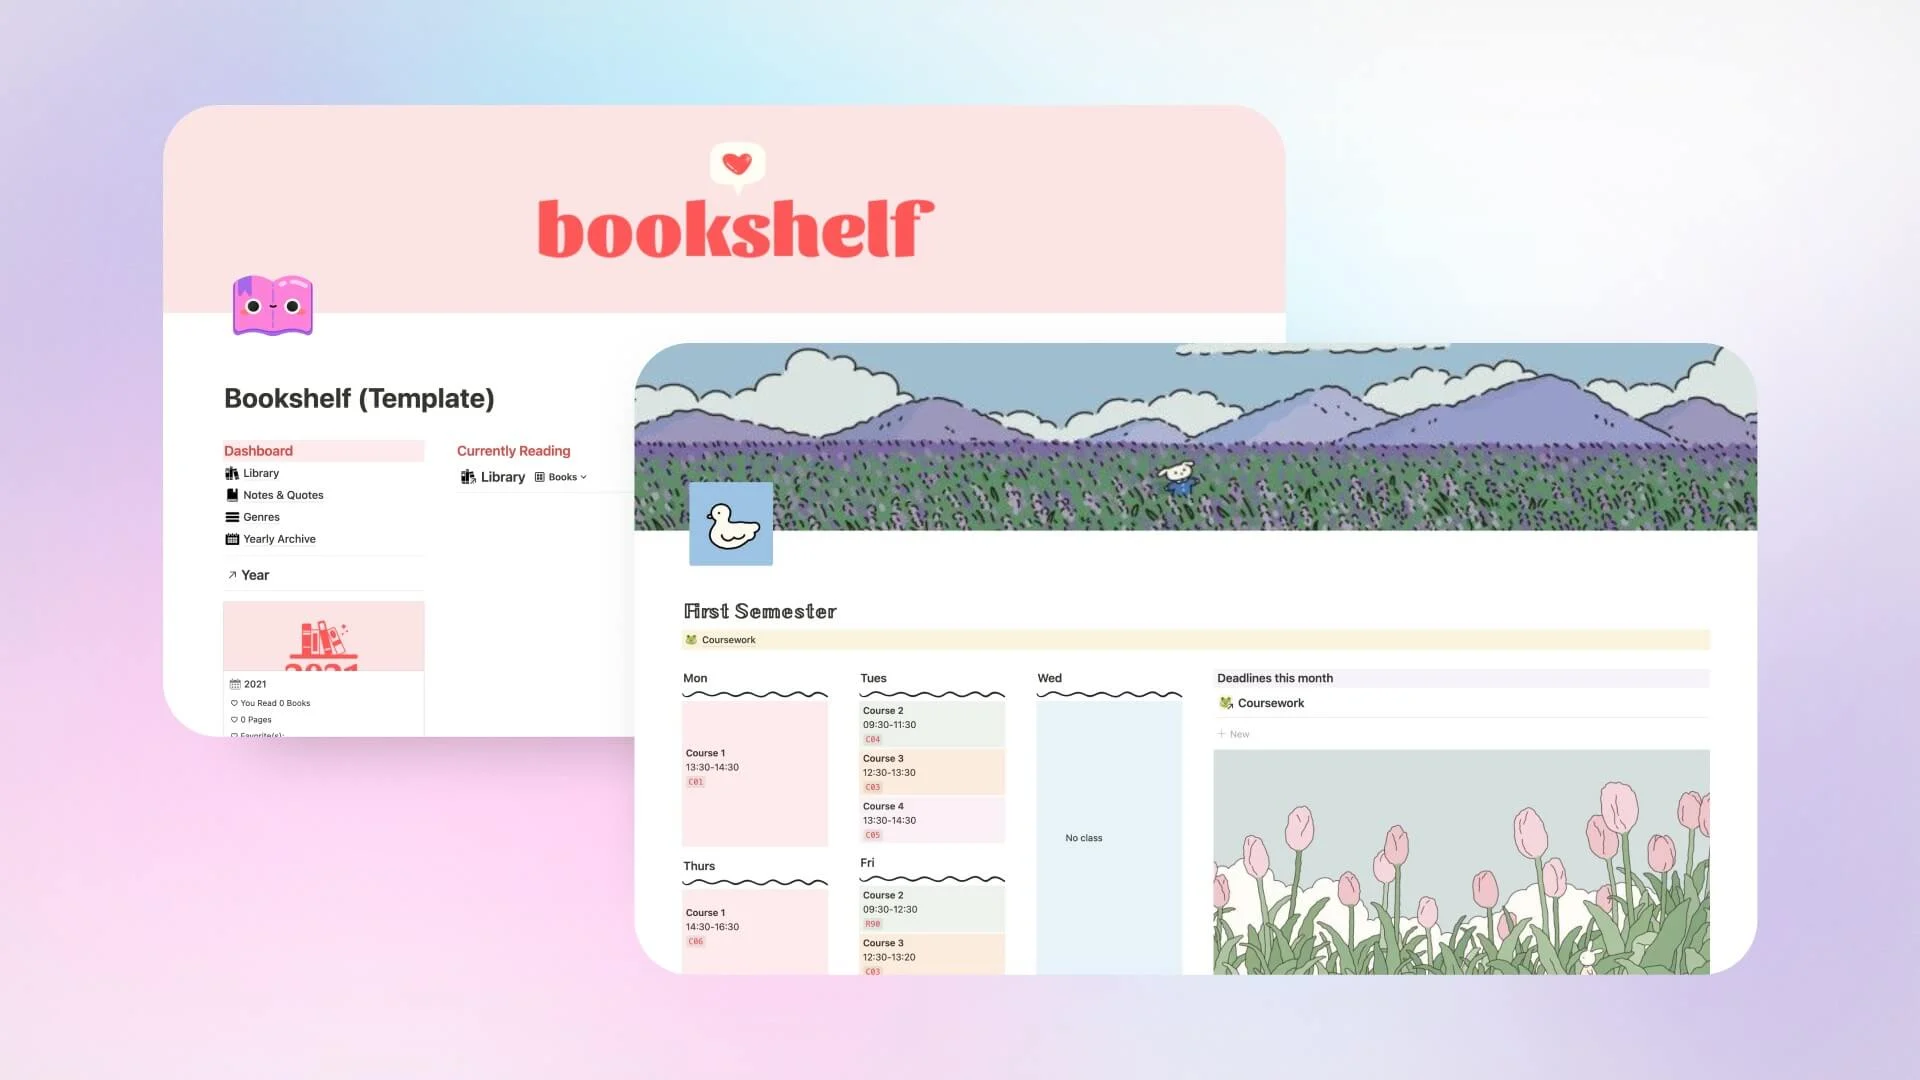 bookshelf
Bookshelf (Template)
Dashboard
Library
Notes & Quotes
Genres
Yearly Archive
Year
2021
2021
You Read 0 Books
0 Pages
Favorite(s):
Currently Reading
Library Books
First Semester
Coursework
Mon
Course 1
13:30-14:30
C01
Thurs
Course 1
14:30-16:30
C06
Tues
Course 2
09:30-11:30
C04
Course 3
12:30-13:30
C03
Course 4
13:30-14:30
C05
Fri
Course 2
09:30-12:30
R90
Course 3
12:30-13:20
C03
Wed
No class
Deadlines this month
Coursework
+ New